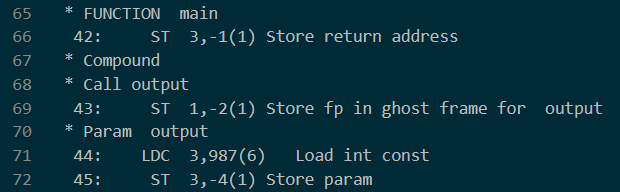 65 * FUNCTION main
66 42: ST 3,-1(1) Store return address
67 * Compound
68 * Call output
69 43: ST 1,-2(1) Store fp in ghost frame for output
70 * Param output
71 44: LDC 3,987(6) Load int const
72 45: ST 3,-4(1) Store param